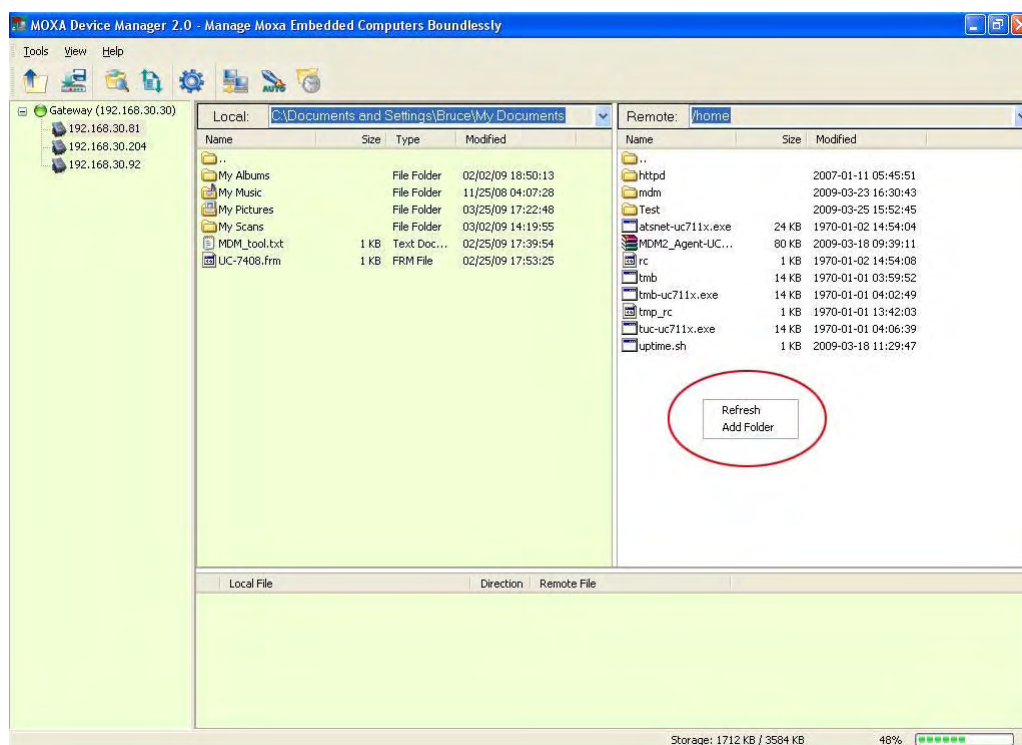 MOXA Device Manager 2.0 - Manage Moxa Embedded Computers Boundlessly
Tools View Help
AUTO
Gateway (192.168.30.30)
192.168.30.81
192.168.30.204
192.168.30.92
Local: C:\Documents and Settings\Bruce\My Documents
Name Size Type Modified
..
My Albums File Folder 02/02/09 18:50:13
My Music File Folder 11/25/08 04:07:28
My Pictures File Folder 03/25/09 17:22:48
My Scans File Folder 03/02/09 14:19:55
MDM_tool.txt 1 KB Text Doc... 02/25/09 17:39:54
UC-7408.frm 1 KB FRM File 02/25/09 17:53:25
Remote: /home
Name Size Modified
..
httpd 2007-01-11 05:45:51
mdm 2009-03-23 16:30:43
Test 2009-03-25 15:52:45
atsnet-uc711x.exe 24 KB 1970-01-02 14:54:04
MDM2_Agent-UC... 80 KB 2009-03-18 09:39:11
rc 1 KB 1970-01-02 14:54:08
tmb 14 KB 1970-01-01 03:59:52
tmb-uc711x.exe 14 KB 1970-01-01 04:02:49
tmp_rc 1 KB 1970-01-01 13:42:03
tuc-uc711x.exe 14 KB 1970-01-01 04:06:39
uptime.sh 1 KB 2009-03-18 11:29:47
Refresh
Add Folder
Local File Direction Remote File
Storage: 1712 KB / 3584 KB 48%